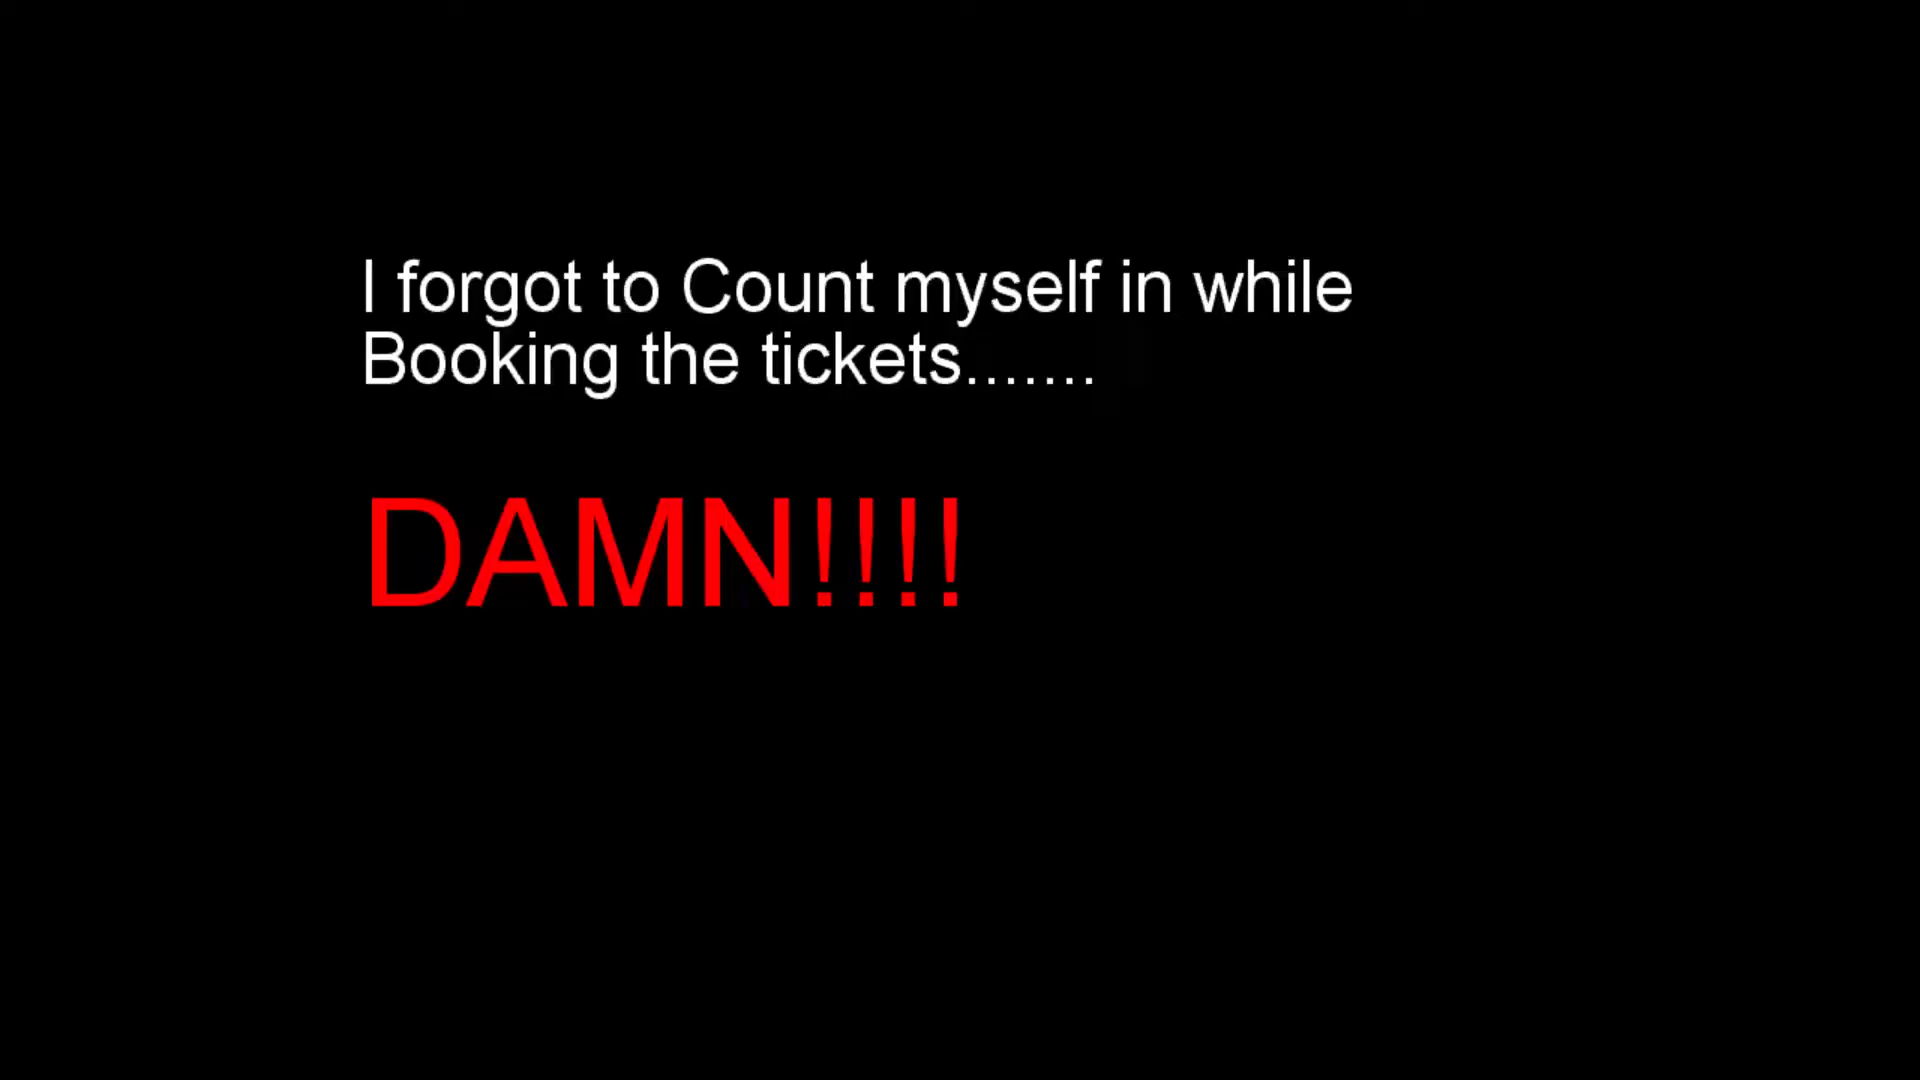 I forgot to Count myself in while
Booking the tickets.......
DAMN!!!!